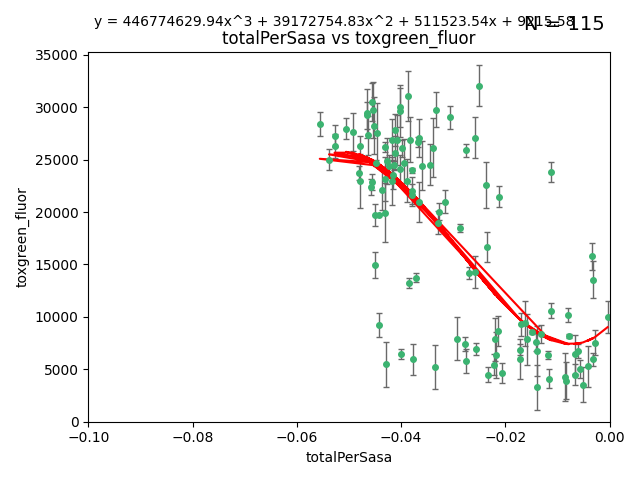 y = 446774629.94x^3 + 39172754.83x^2 + 511523.54x + 9215.58
N = 115
totalPerSasa vs toxgreen_fluor
35000
30000
25000
20000
15000
10000
5000
0
toxgreen_fluor
−0.10 −0.08 −0.06 −0.04 −0.02 0.00
totalPerSasa